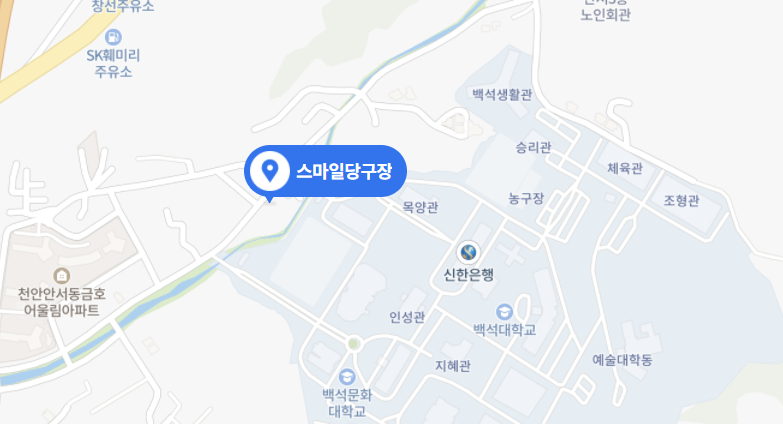 창선주유소
SK훼미리
주유소
노인회관
백석생활관
승리관
체육관
조형관
농구장
스마일당구장
목양관
신한은행
천안안서동금호
어울림아파트
인성관
백석대학교
지혜관
예술대학동
백석문화
대학교